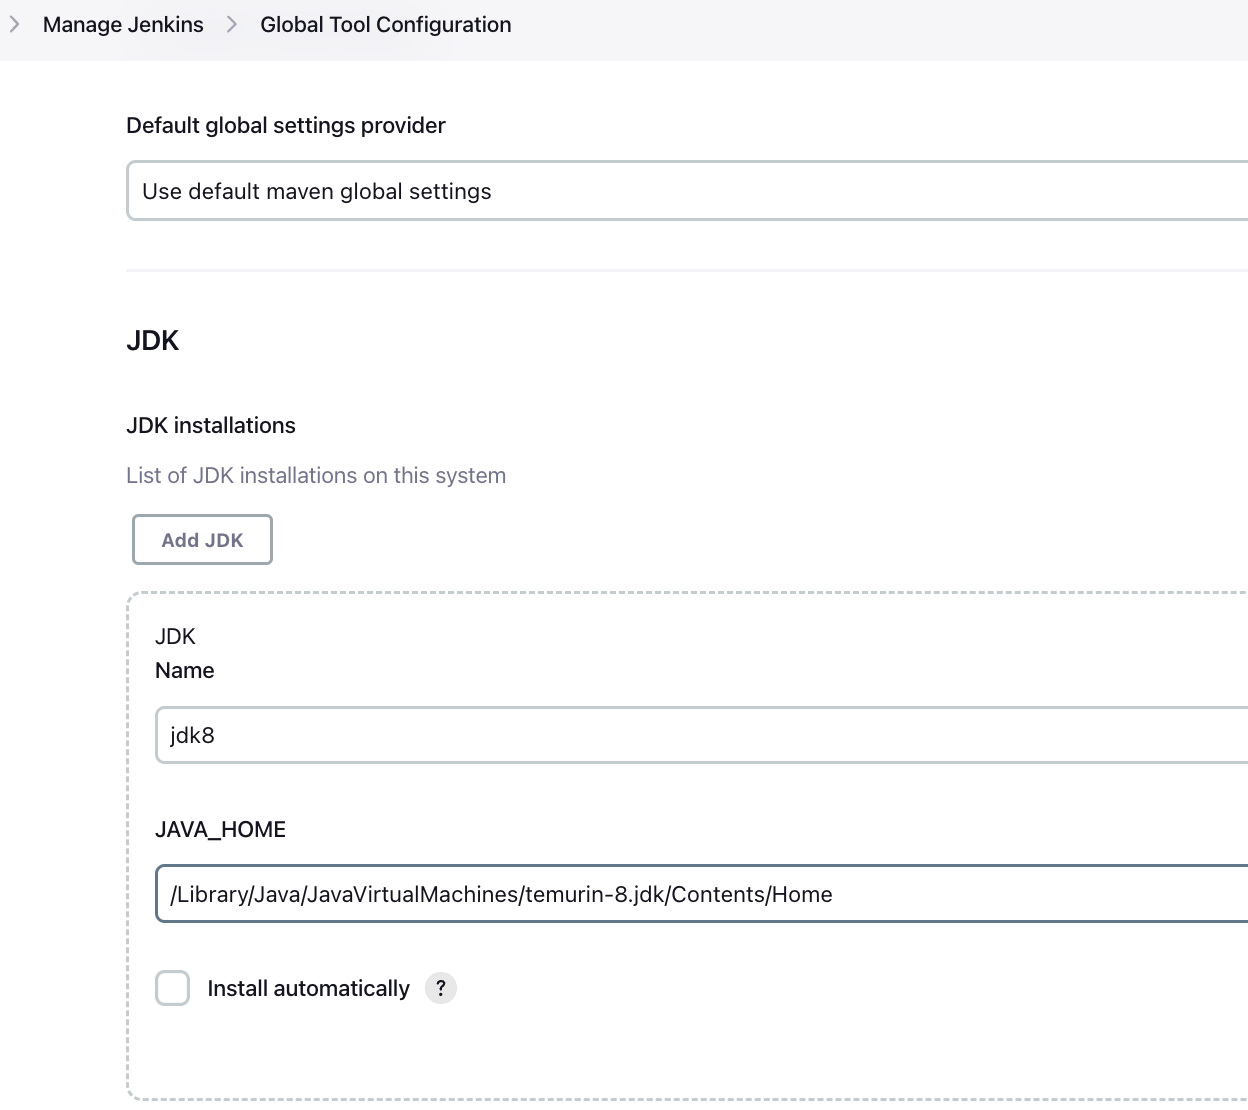 Manage Jenkins > Global Tool Configuration
Default global settings provider
Use default maven global settings
JDK
JDK installations
List of JDK installations on this system
Add JDK
JDK
Name
jdk8
JAVA_HOME
/Library/Java/JavaVirtualMachines/temurin-8.jdk/Contents/Home
Install automatically ?